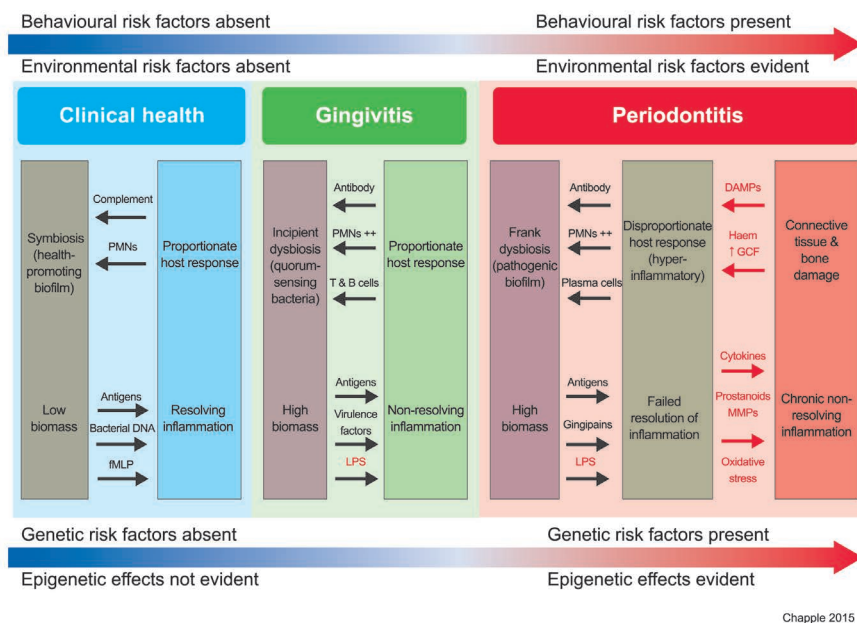 Behavioural risk factors absent
Behavioural risk factors present
Environmental risk factors absent
Environmental risk factors evident
Clinical health
Gingivitis
Periodontitis
Symbiosis
(health-
promoting
biofilm)
Low
biomass
Complement
PMNs
Antigens
Bacterial DNA
fMLP
Proportionate
host response
Resolving
inflammation
Incipient
dysbiosis
(quorum-
sensing
bacteria)
High
biomass
Antibody
PMNs ++
T & B cells
Antigens
Virulence
factors
LPS
Proportionate
host response
Non-resolving
inflammation
Frank
dysbiosis
(pathogenic
biofilm)
High
biomass
Antibody
PMNs ++
Plasma cells
Antigens
Gingipains
LPS
Disproportionate
host response
(hyper-
inflammatory)
Failed
resolution of
inflammation
DAMPs
Haem
↑ GCF
Cytokines
Prostanoids
MMPs
Oxidative
stress
Connective
tissue &
bone
damage
Chronic non-
resolving
inflammation
Genetic risk factors absent
Genetic risk factors present
Epigenetic effects not evident
Epigenetic effects evident
Chapple 2015